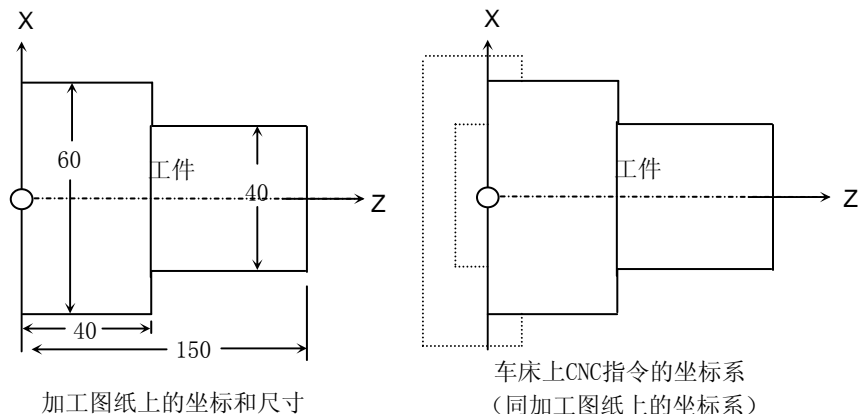 X
60
工件
40
Z
40
150
加工图纸上的坐标和尺寸
X
工件
Z
车床上CNC指令的坐标系
（同加工图纸上的坐标系）